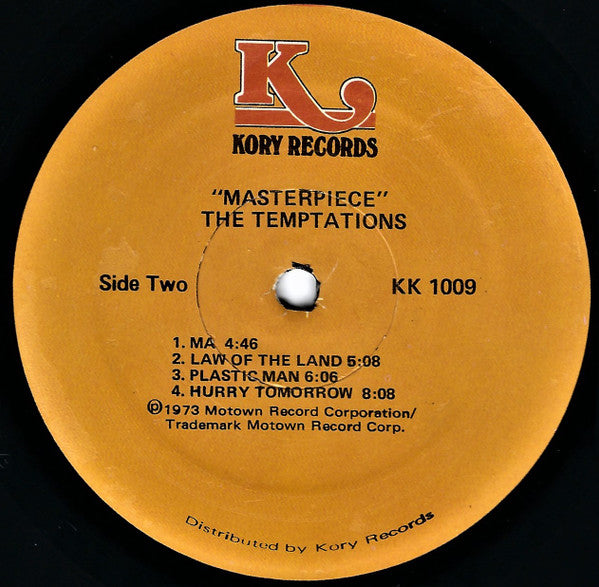 K
KORY RECORDS
"MASTERPIECE"
THE TEMPTATIONS
Side Two
KK 1009
1. MA 4:46
2. LAW OF THE LAND 5:08
3. PLASTIC MAN 6:06
4. HURRY TOMORROW 8:08
℗1973 Motown Record Corporation/
Trademark Motown Record Corp.
Distributed by Kory Records